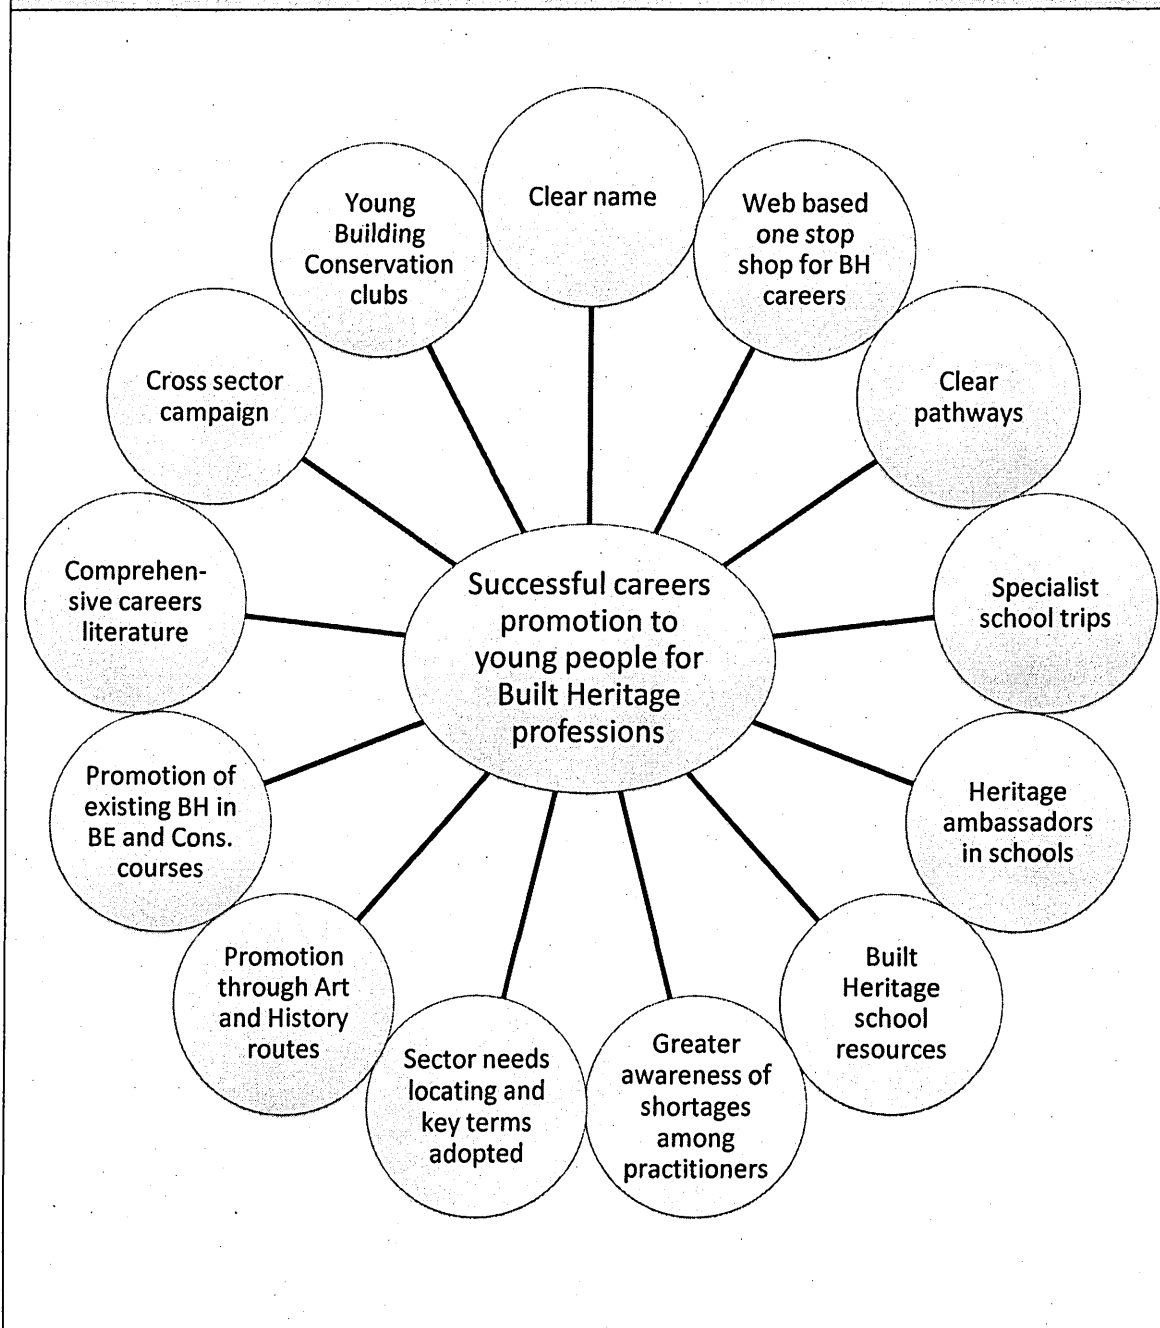 Clear name
Web based
one stop
shop for BH
careers
Clear
pathways
Specialist
school trips
Heritage
ambassadors
in schools
Built
Heritage
school
resources
Greater
awareness of
shortages
among
practitioners
Sector needs
locating and
key terms
adopted
Promotion
through Art
and History
routes
Promotion of
existing BH in
BE and Cons.
courses
Comprehen-
sive careers
literature
Cross sector
campaign
Young
Building
Conservation
clubs
Successful careers
promotion to
young people for
Built Heritage
professions